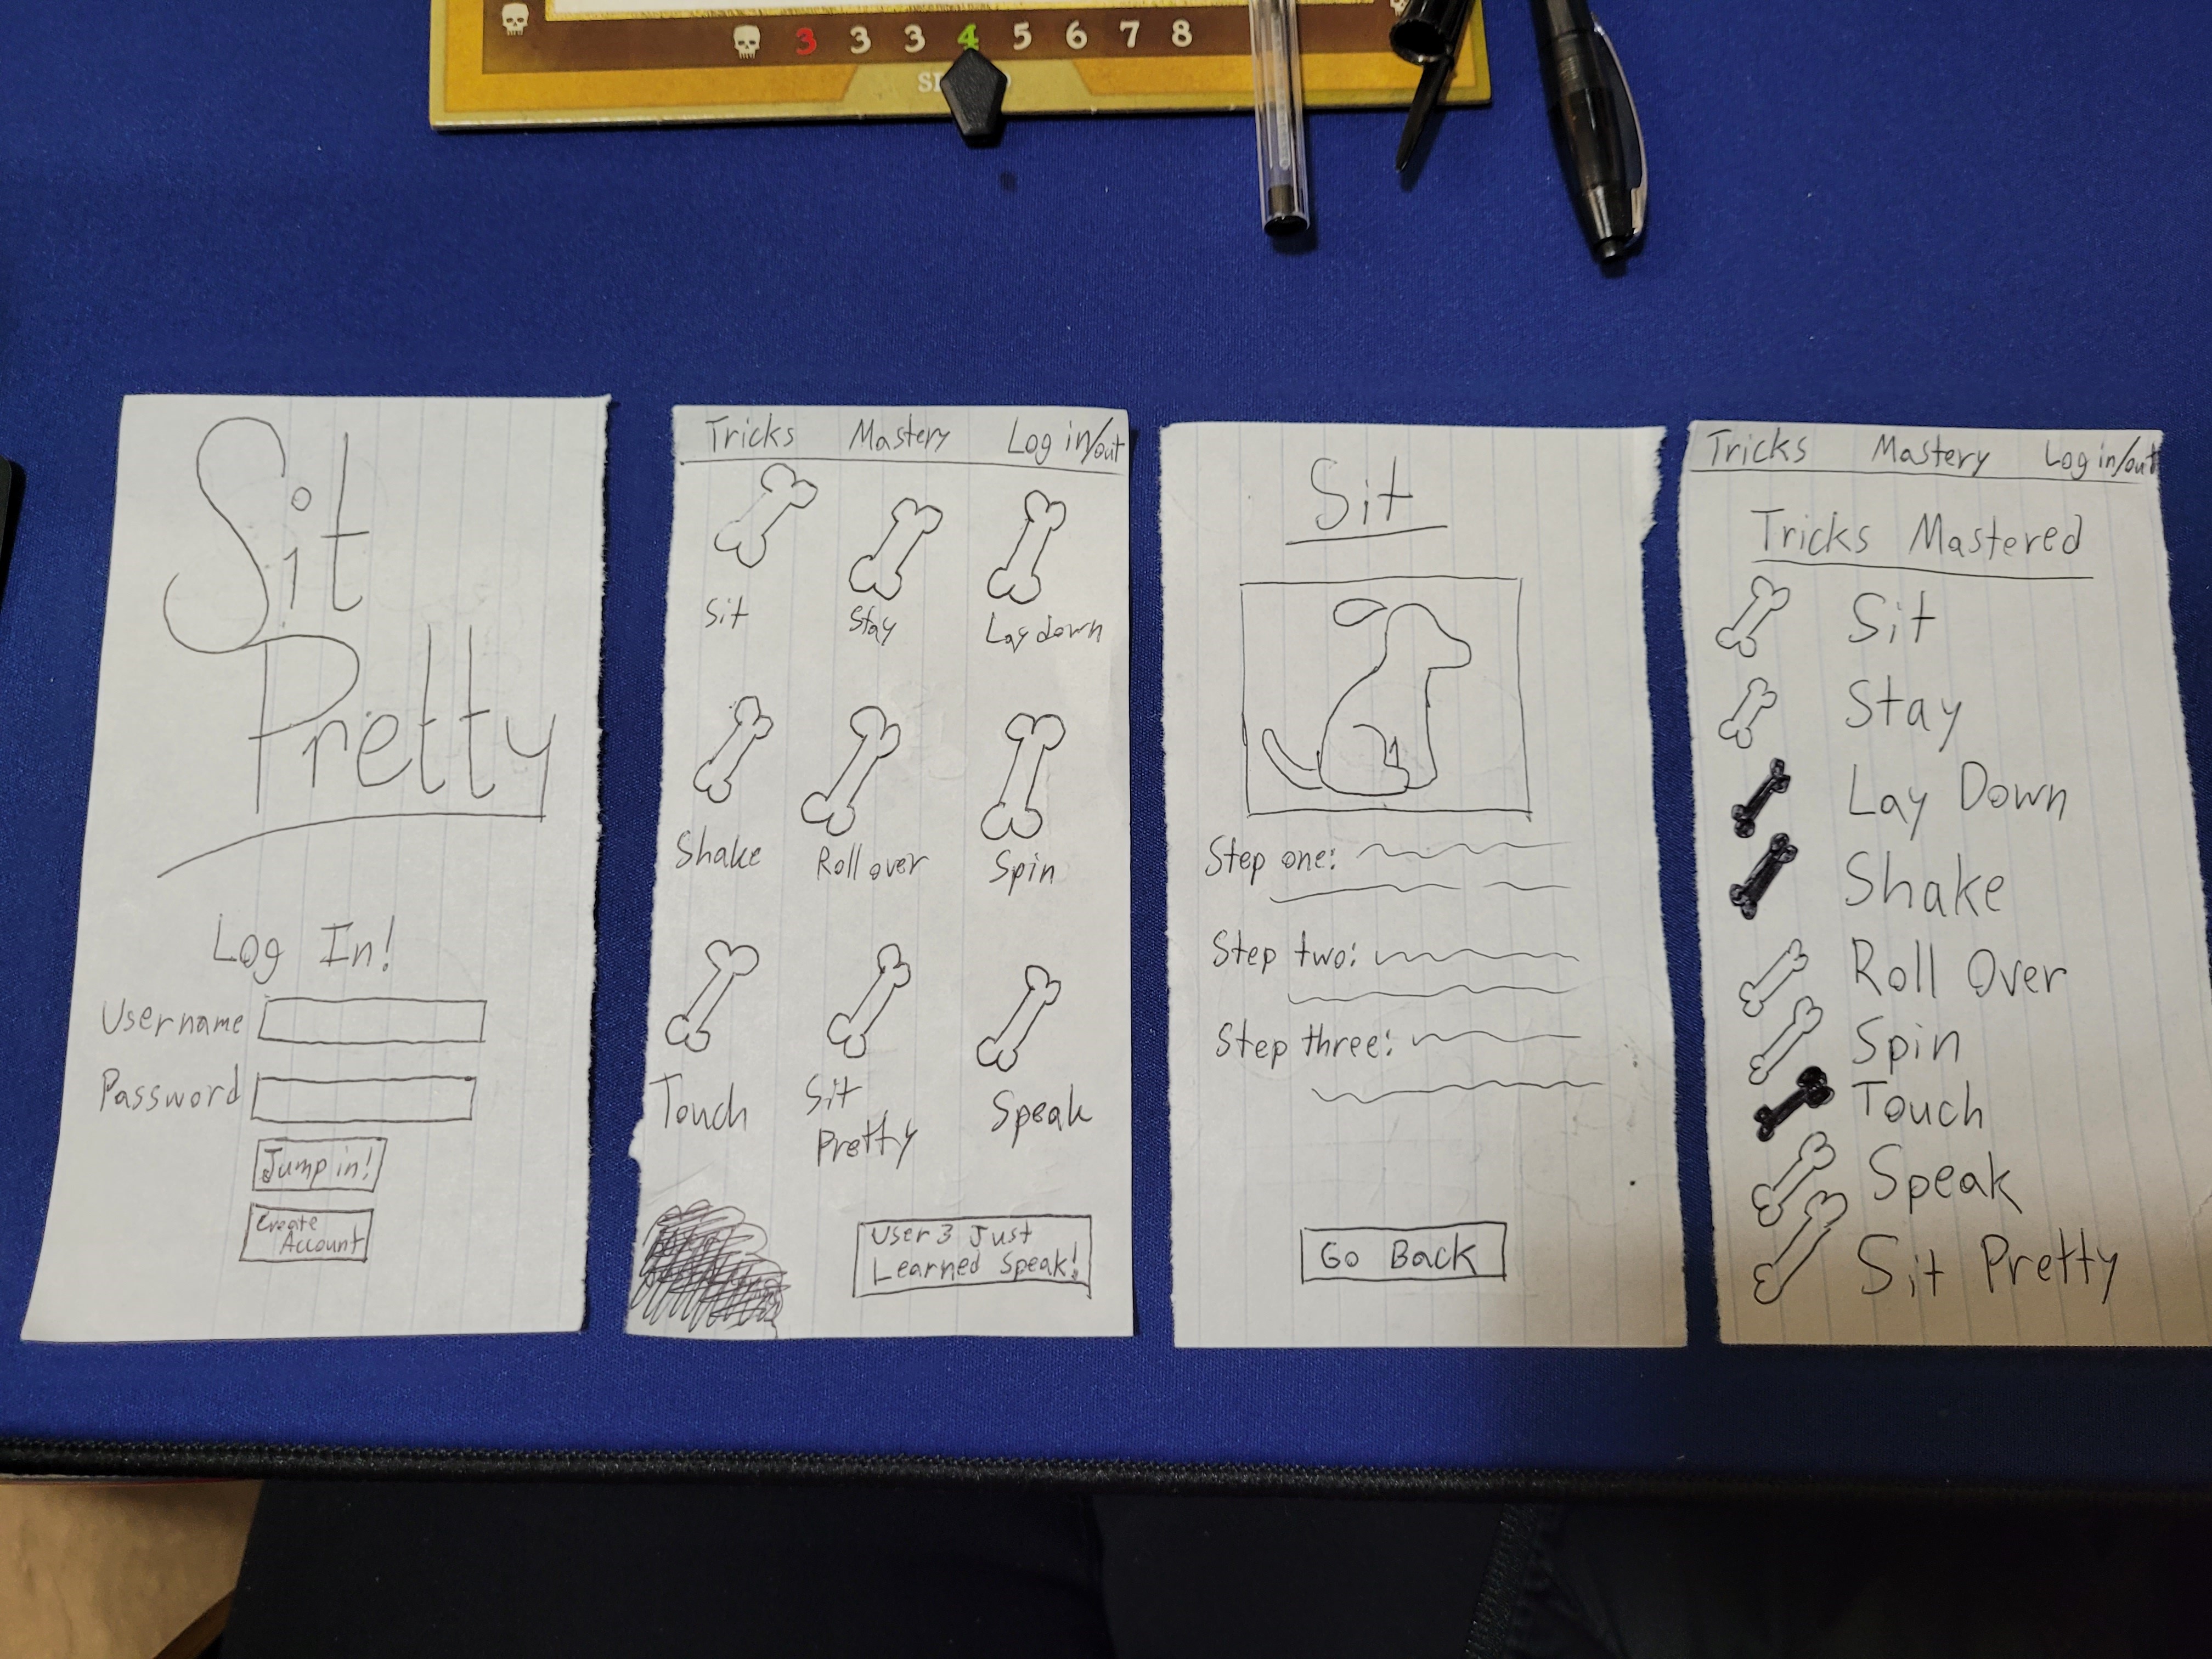 3 3 3 4 5 6 7 8
Sit
Pretty
Log In!
Username
Password
Jump in!
Create
Account
Tricks Mastery Log in/out
Sit Stay Lay down
Shake Roll over Spin
Touch Sit Pretty Speak
User 3 Just
Learned Speak!
Sit
Step one:
Step two:
Step three:
Go Back
Tricks Mastery Log in/out
Tricks Mastered
Sit
Stay
Lay Down
Shake
Roll Over
Spin
Touch
Speak
Sit Pretty